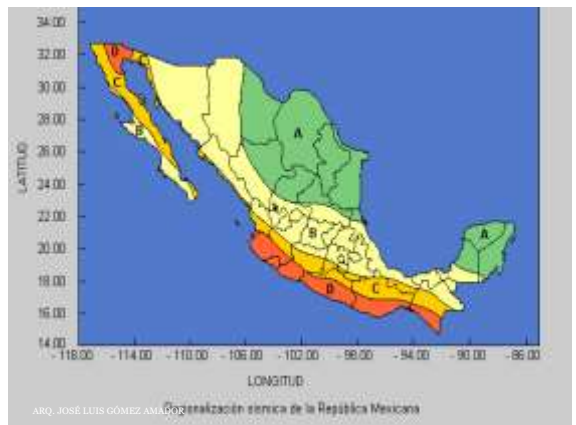 34.00
32.00
30.00
28.00
26.00
24.00
22.00
20.00
18.00
16.00
14.00
LATITUD
D
C
C
B
B
A
B
A
C
D
- 118.00 - 114.00 - 110.00 - 106.00 - 102.00 - 98.00 - 94.00 - 90.00 - 86.00
LONGITUD
sísmica de la República Mexicana
ARQ. JOSÉ LUIS GÓMEZ AMADOR